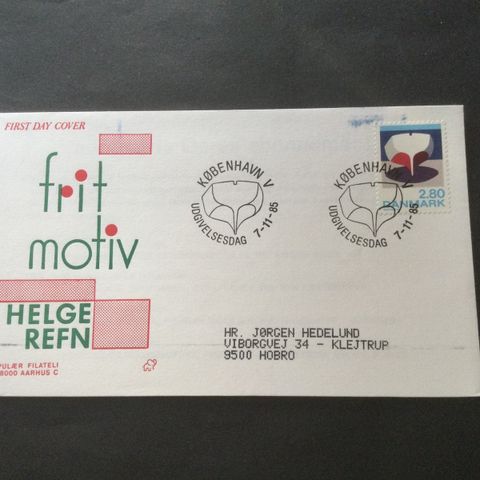 FIRST DAY COVER
frit
motiv
HELGE
REFN
PULÆR FILATELI
8000 AARHUS C
KØBENHAVN V
UDGIVELSESDAG 7-11-85
KØBENHAVN V
UDGIVELSESDAG 7-11-85
2.80
DANMARK
HR. JØRGEN HEDELUND
VIBORGVEJ 34 - KLEJTRUP
9500 HOBRO